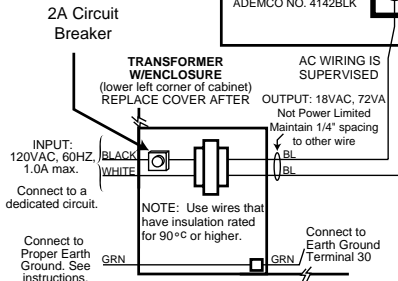 ADEMCO NO. 4142BLK
2A Circuit
Breaker
TRANSFORMER
W/ENCLOSURE
(lower left corner of cabinet)
REPLACE COVER AFTER
AC WIRING IS
SUPERVISED
OUTPUT: 18VAC, 72VA
Not Power Limited
Maintain 1/4" spacing
to other wire
INPUT:
120VAC, 60HZ,
1.0A max.
BLACK
WHITE
BL
BL
Connect to a
dedicated circuit.
NOTE: Use wires that
have insulation rated
for 90°C or higher.
Connect to
Proper Earth
Ground. See
instructions.
GRN
GRN
Connect to
Earth Ground
Terminal 30